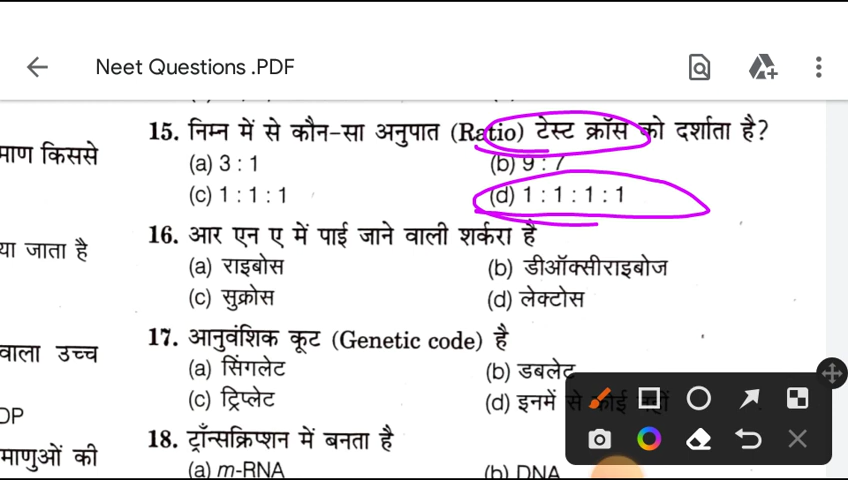 Neet Questions .PDF
15. निम्न में से कौन-सा अनुपात (Ratio) टेस्ट क्रॉस को दर्शाता है?
माण किससे
(a) 3 : 1 (b) 9 : 7
(c) 1 : 1 : 1 (d) 1 : 1 : 1 : 1
16. आर एन ए में पाई जाने वाली शर्करा है
या जाता है
(a) राइबोस (b) डीऑक्सीराइबोज
(c) सुक्रोस (d) लेक्टोस
17. आनुवंशिक कूट (Genetic code) है
वाला उच्च
(a) सिंगलेट (b) डबलेट
(c) ट्रिप्लेट (d) इनमें से कोई नहीं
DP
18. ट्राँन्सक्रिप्शन में बनता है
माणुओं की
(a) m-RNA (b) DNA